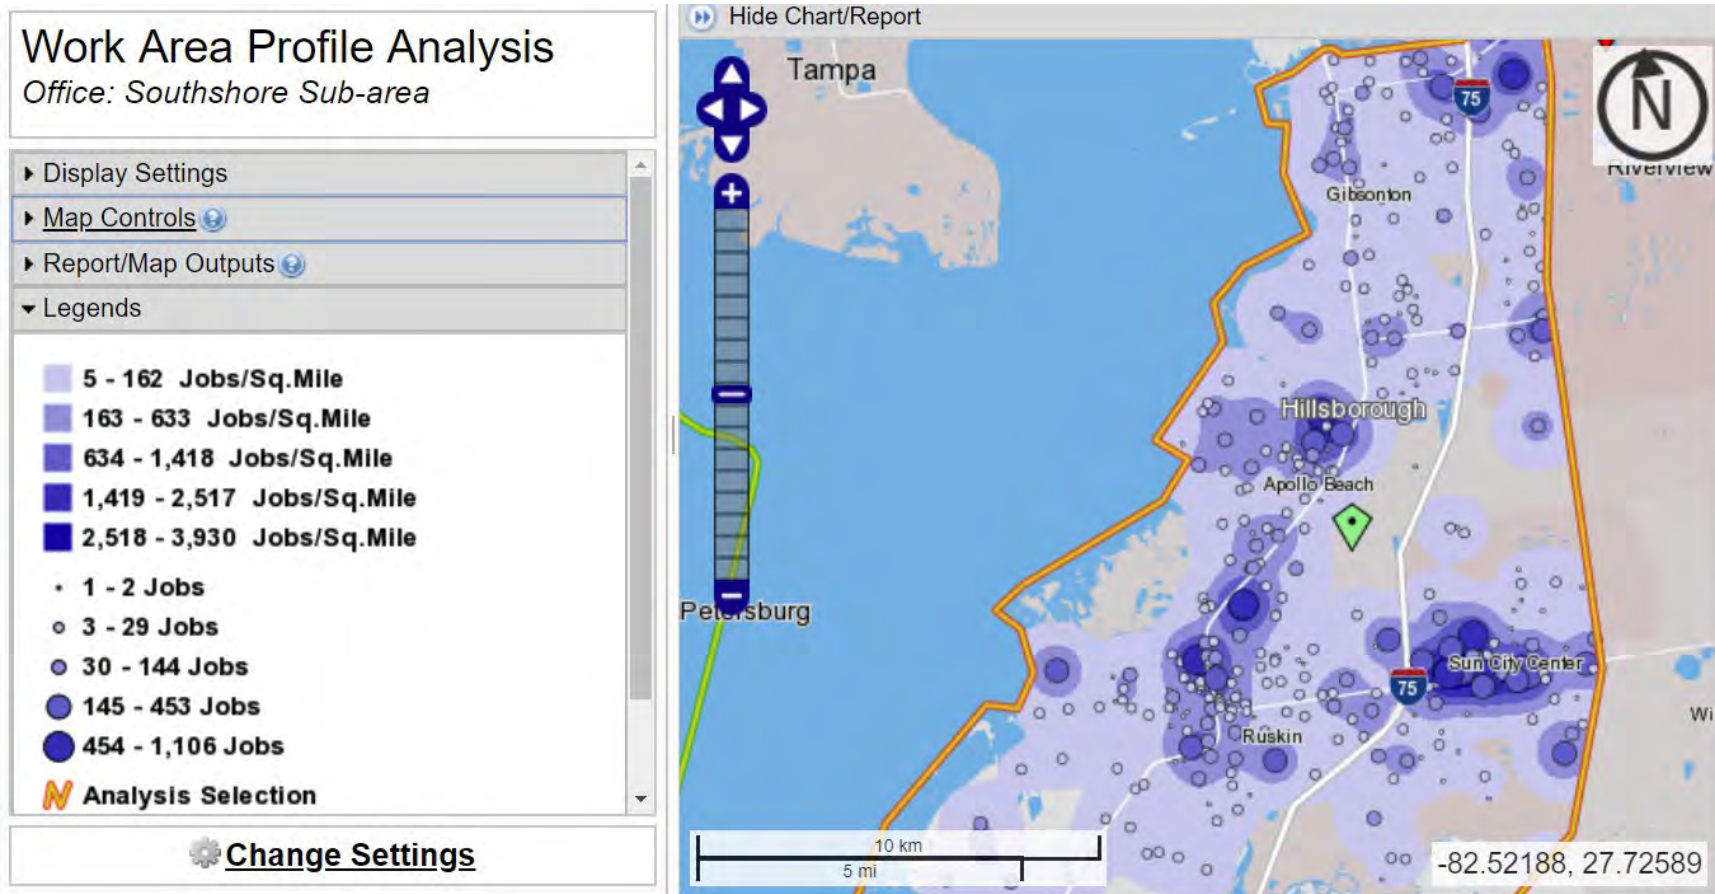 Work Area Profile Analysis
Office: Southshore Sub-area
Display Settings
Map Controls ?
Report/Map Outputs ?
Legends
5 - 162 Jobs/Sq.Mile
163 - 633 Jobs/Sq.Mile
634 - 1,418 Jobs/Sq.Mile
1,419 - 2,517 Jobs/Sq.Mile
2,518 - 3,930 Jobs/Sq.Mile
1 - 2 Jobs
3 - 29 Jobs
30 - 144 Jobs
145 - 453 Jobs
454 - 1,106 Jobs
Analysis Selection
Change Settings
Hide Chart/Report
Tampa
75
N
Riverview
Gibsonton
Hillsborough
Apollo Beach
Sun City Center
75
Ruskin
Wi
10 km
5 mi
-82.52188, 27.72589